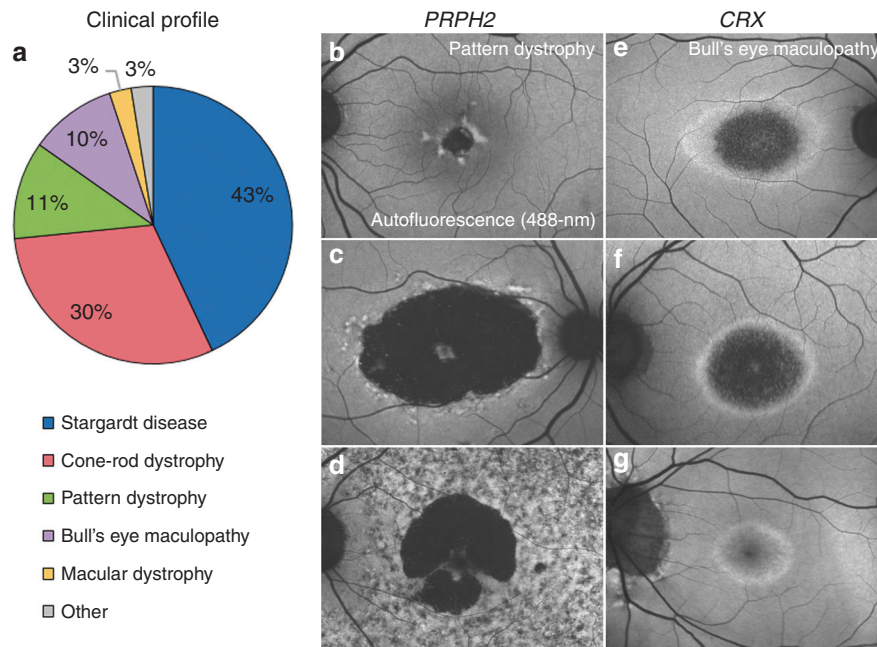 Clinical profile
a
3%
3%
10%
11%
43%
30%
Stargardt disease
Cone-rod dystrophy
Pattern dystrophy
Bull's eye maculopathy
Macular dystrophy
Other
PRPH2
CRX
b
Pattern dystrophy
Autofluorescence (488-nm)
e
Bull's eye maculopathy
c
f
d
g